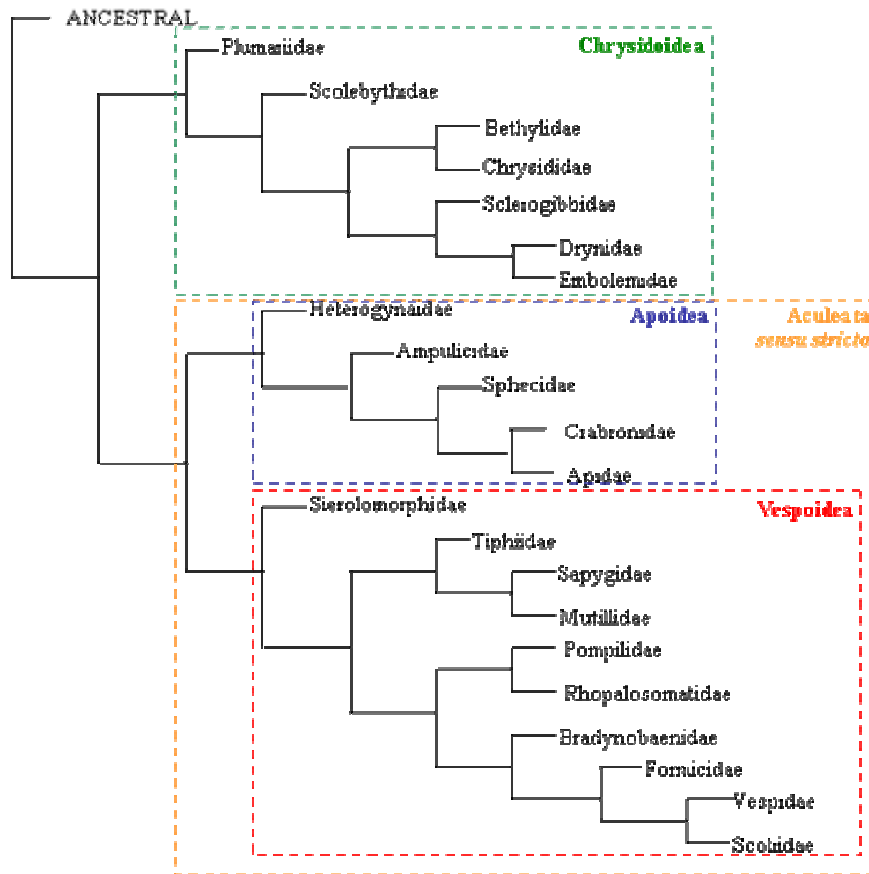 ANCESTRAL
Chrysidoidea
Plumariidae
Scolebythidae
Bethylidae
Chrysididae
Sclerogibbidae
Drynidae
Embolemidae
Heterogynaidae
Apoidea
Aculeata
sensu stricto
Ampulicidae
Sphecidae
Crabronidae
Apidae
Sierolomorphidae
Vespoidea
Tiphiidae
Sapygidae
Mutillidae
Pompilidae
Rhopalosomatidae
Bradynobaenidae
Formicidae
Vespidae
Scoliidae